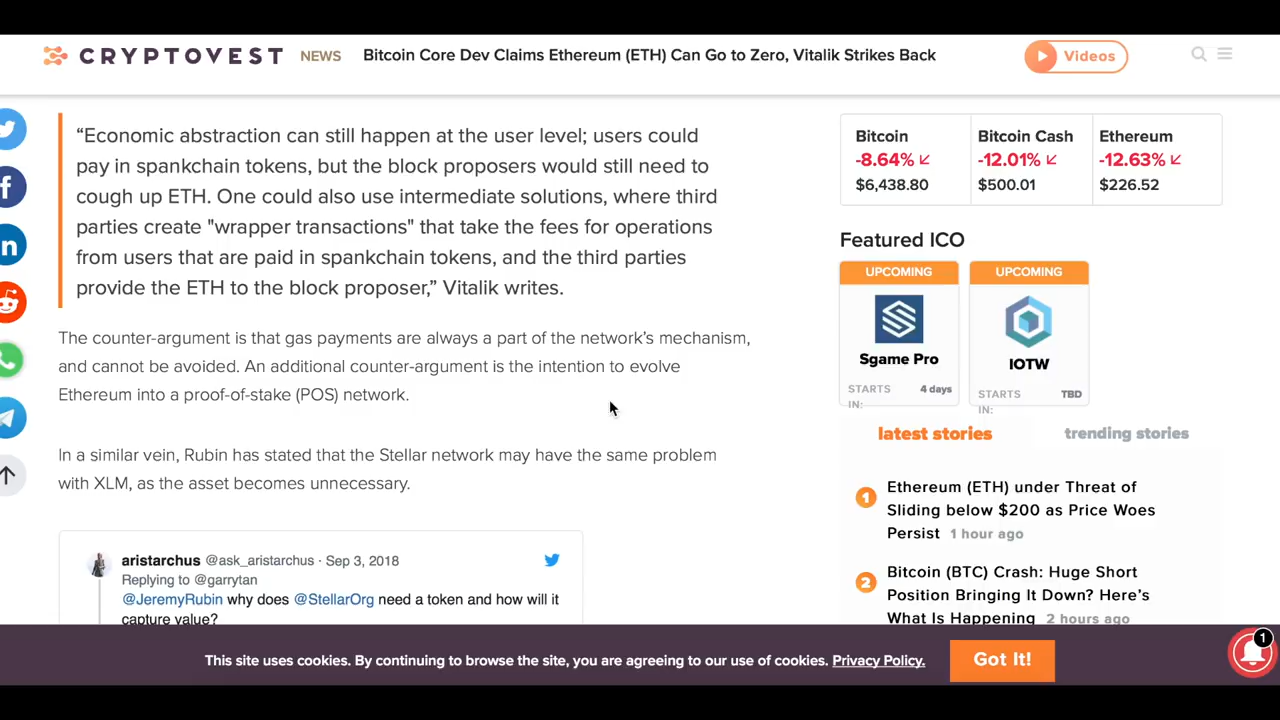 CRYPTOVEST
NEWS
Bitcoin Core Dev Claims Ethereum (ETH) Can Go to Zero, Vitalik Strikes Back
Videos
“Economic abstraction can still happen at the user level; users could
pay in spankchain tokens, but the block proposers would still need to
cough up ETH. One could also use intermediate solutions, where third
parties create "wrapper transactions" that take the fees for operations
from users that are paid in spankchain tokens, and the third parties
provide the ETH to the block proposer,” Vitalik writes.
The counter-argument is that gas payments are always a part of the network’s mechanism,
and cannot be avoided. An additional counter-argument is the intention to evolve
Ethereum into a proof-of-stake (POS) network.
In a similar vein, Rubin has stated that the Stellar network may have the same problem
with XLM, as the asset becomes unnecessary.
aristarchus @ask_aristarchus · Sep 3, 2018
Replying to @garrytan
@JeremyRubin why does @StellarOrg need a token and how will it
capture value?
Bitcoin
-8.64%
$6,438.80
Bitcoin Cash
-12.01%
$500.01
Ethereum
-12.63%
$226.52
Featured ICO
UPCOMING
Sgame Pro
STARTS IN: 4 days
UPCOMING
IOTW
STARTS IN: TBD
latest stories
trending stories
1
Ethereum (ETH) under Threat of
Sliding below $200 as Price Woes
Persist 1 hour ago
2
Bitcoin (BTC) Crash: Huge Short
Position Bringing It Down? Here’s
What Is Happening 2 hours ago
This site uses cookies. By continuing to browse the site, you are agreeing to our use of cookies. Privacy Policy.
Got It!
1